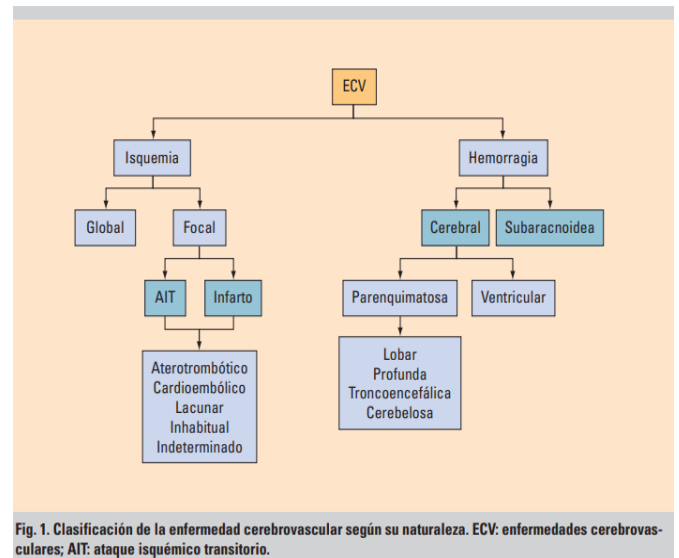 ECV
Isquemia
Hemorragia
Global
Focal
Cerebral
Subaracnoidea
AIT
Infarto
Parenquimatosa
Ventricular
Aterotrombótico
Cardioembólico
Lacunar
Inhabitual
Indeterminado
Lobar
Profunda
Troncoencefálica
Cerebelosa
Fig. 1. Clasificación de la enfermedad cerebrovascular según su naturaleza. ECV: enfermedades cerebrovas-
culares; AIT: ataque isquémico transitorio.